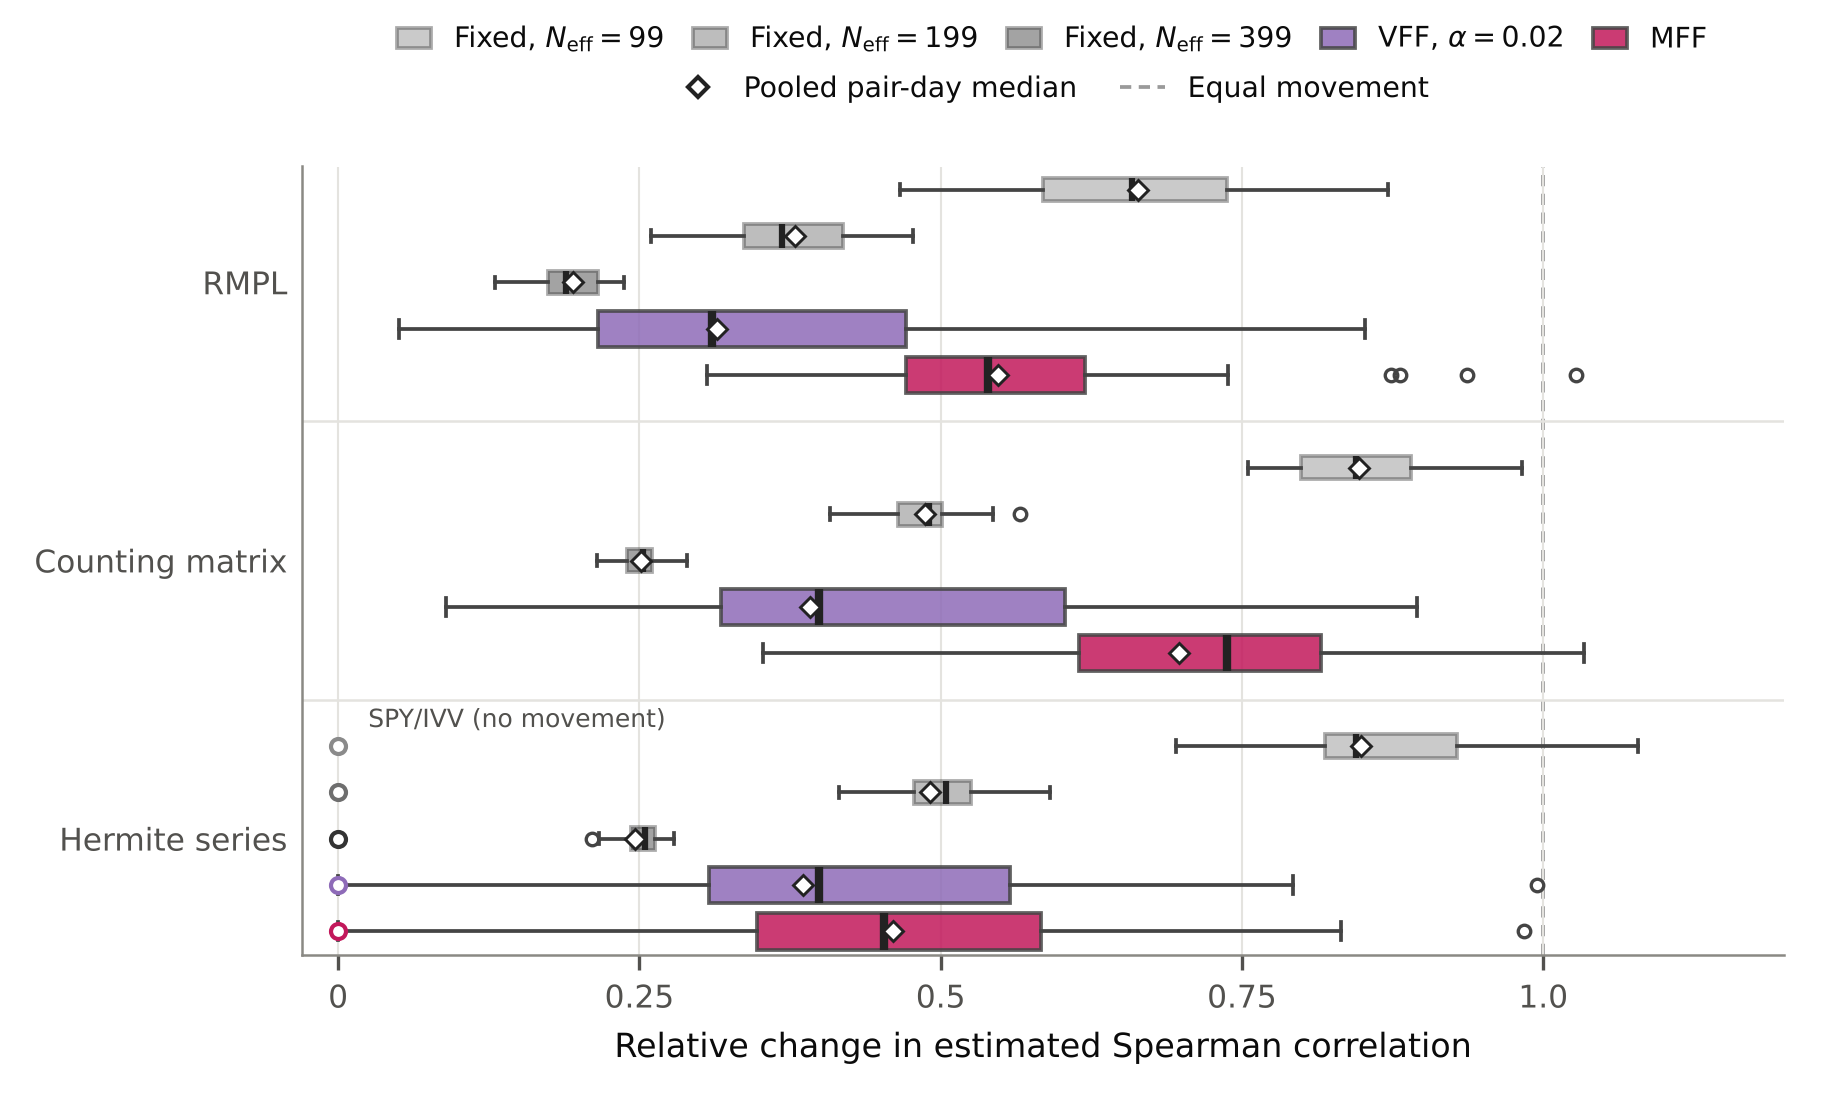 Fixed, N_eff = 99 Fixed, N_eff = 199 Fixed, N_eff = 399 VFF, α = 0.02 MFF
Pooled pair-day median Equal movement
RMPL
Counting matrix
SPY/IVV (no movement)
Hermite series
0 0.25 0.5 0.75 1.0
Relative change in estimated Spearman correlation